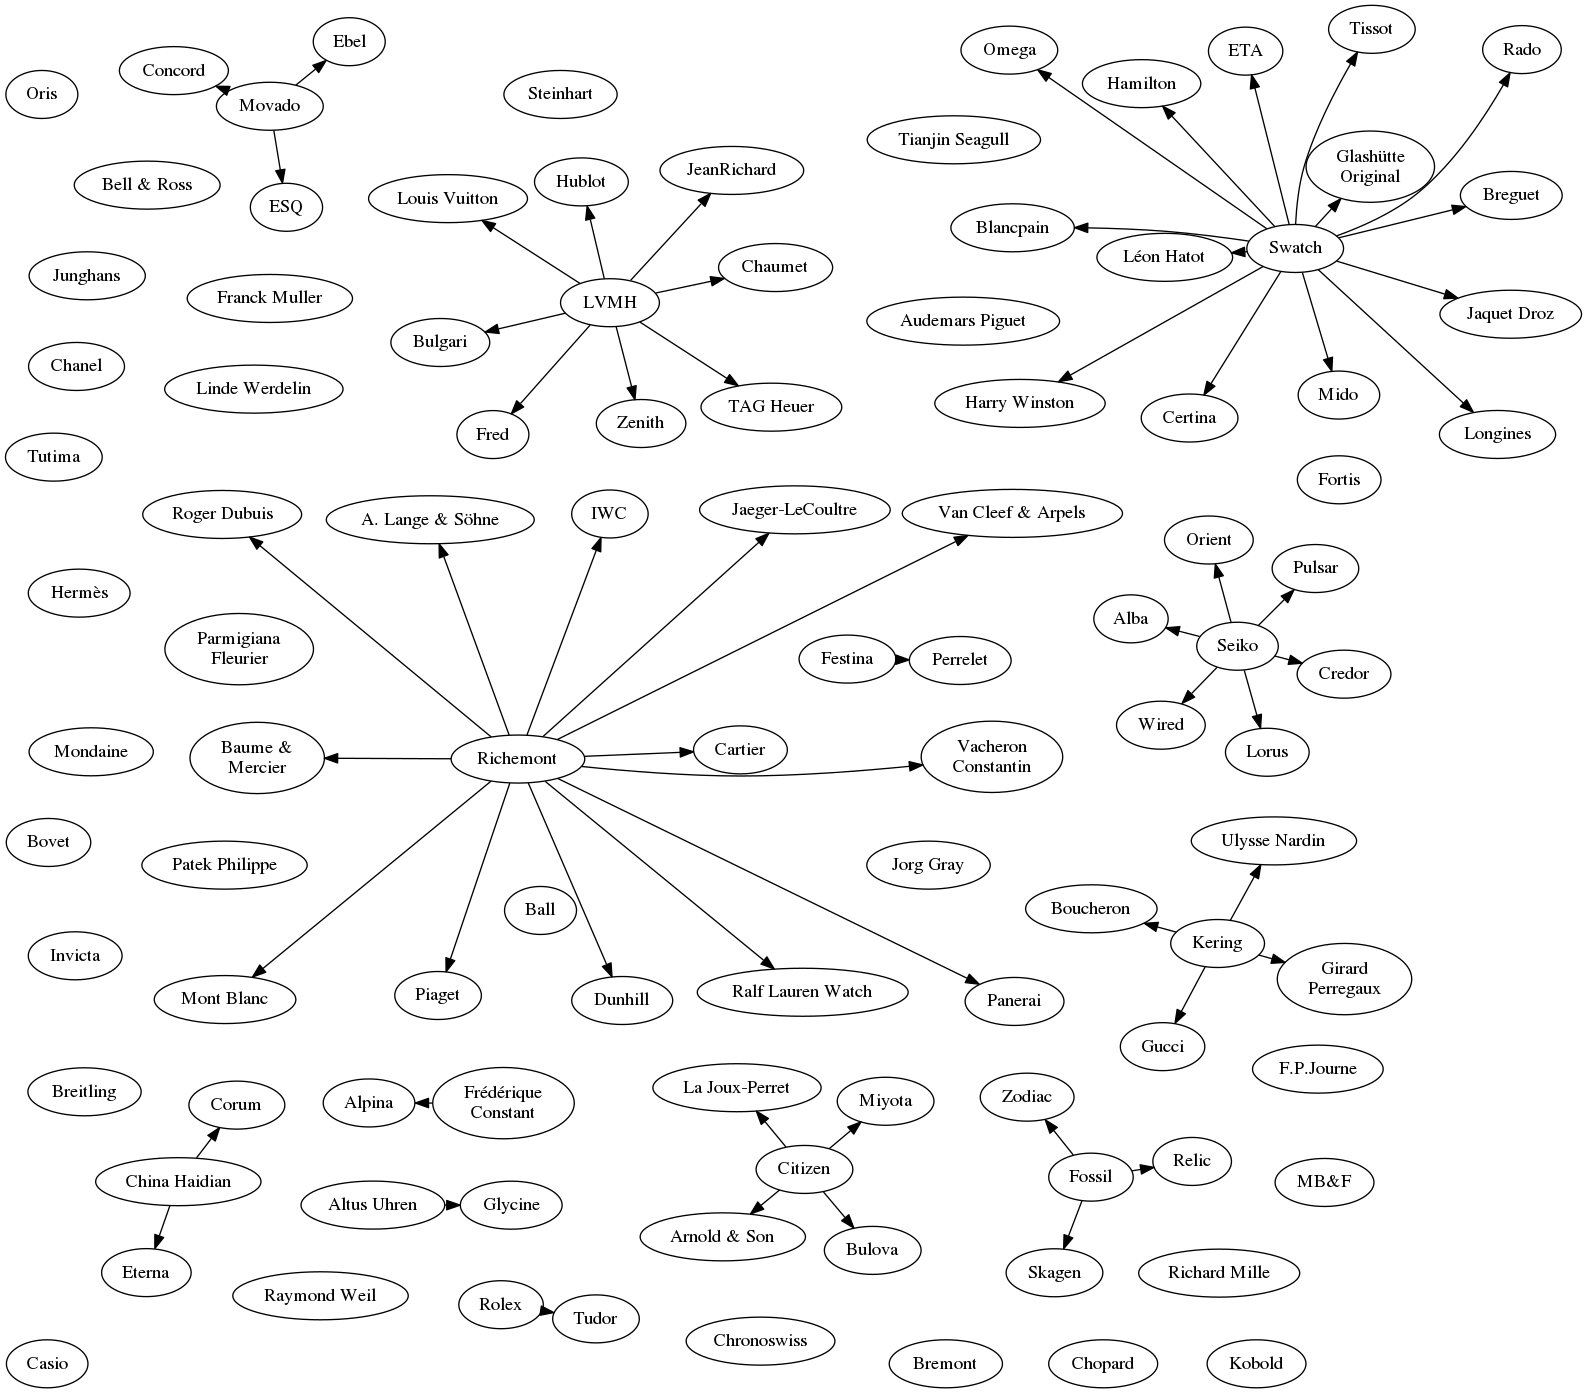 Tissot
Ebel
Omega
ETA
Rado
Concord
Hamilton
Oris
Movado
Steinhart
Tianjin Seagull
Glashütte
Original
JeanRichard
Bell & Ross
Hublot
Louis Vuitton
Breguet
ESQ
Blancpain
Swatch
Léon Hatot
Junghans
Chaumet
Franck Muller
LVMH
Jaquet Droz
Audemars Piguet
Bulgari
Chanel
Linde Werdelin
Mido
Harry Winston
TAG Heuer
Certina
Zenith
Fred
Longines
Tutima
Fortis
Jaeger-LeCoultre
Roger Dubuis
IWC
Van Cleef & Arpels
A. Lange & Söhne
Orient
Pulsar
Hermès
Alba
Parmigiana
Fleurier
Seiko
Festina
Perrelet
Credor
Wired
Mondaine
Baume &
Mercier
Richemont
Cartier
Vacheron
Constantin
Lorus
Bovet
Ulysse Nardin
Patek Philippe
Jorg Gray
Boucheron
Ball
Kering
Invicta
Girard
Perregaux
Mont Blanc
Piaget
Dunhill
Ralf Lauren Watch
Panerai
Gucci
F.P.Journe
La Joux-Perret
Breitling
Zodiac
Corum
Alpina
Frédérique
Constant
Miyota
Relic
Citizen
Fossil
China Haidian
MB&F
Altus Uhren
Glycine
Arnold & Son
Bulova
Eterna
Skagen
Richard Mille
Raymond Weil
Rolex
Tudor
Chronoswiss
Casio
Bremont
Chopard
Kobold